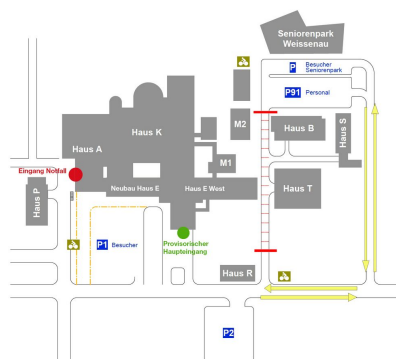 Seniorenpark
Weissenau
P
Besucher
Seniorenpark
P91 Personal
Haus K
M2
Haus B
Haus S
Haus A
M1
Eingang Notfall
Haus P
Neubau Haus E
Haus E West
Haus T
P1 Besucher
Provisorischer
Haupteingang
Haus R
P2